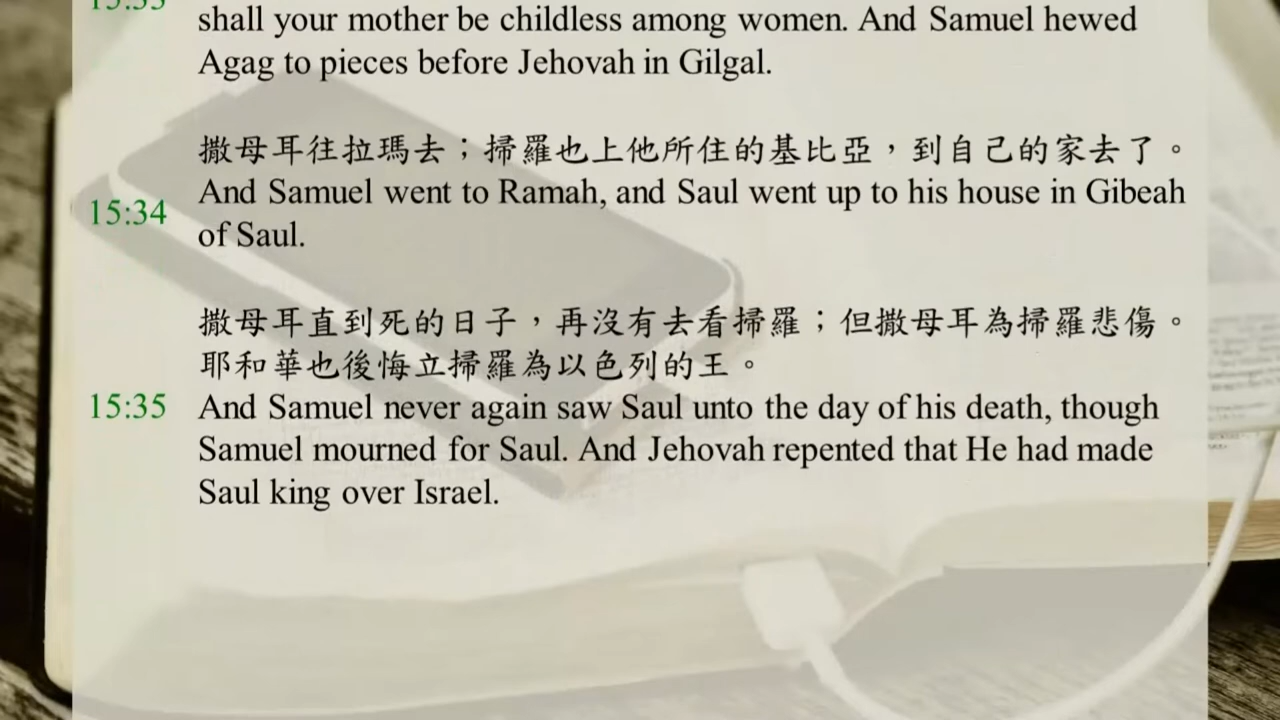 15:33
shall your mother be childless among women. And Samuel hewed
Agag to pieces before Jehovah in Gilgal.
撒母耳往拉瑪去；掃羅也上他所住的基比亞，到自己的家去了。
15:34
And Samuel went to Ramah, and Saul went up to his house in Gibeah
of Saul.
撒母耳直到死的日子，再沒有去看掃羅；但撒母耳為掃羅悲傷。
耶和華也後悔立掃羅為以色列的王。
15:35
And Samuel never again saw Saul unto the day of his death, though
Samuel mourned for Saul. And Jehovah repented that He had made
Saul king over Israel.